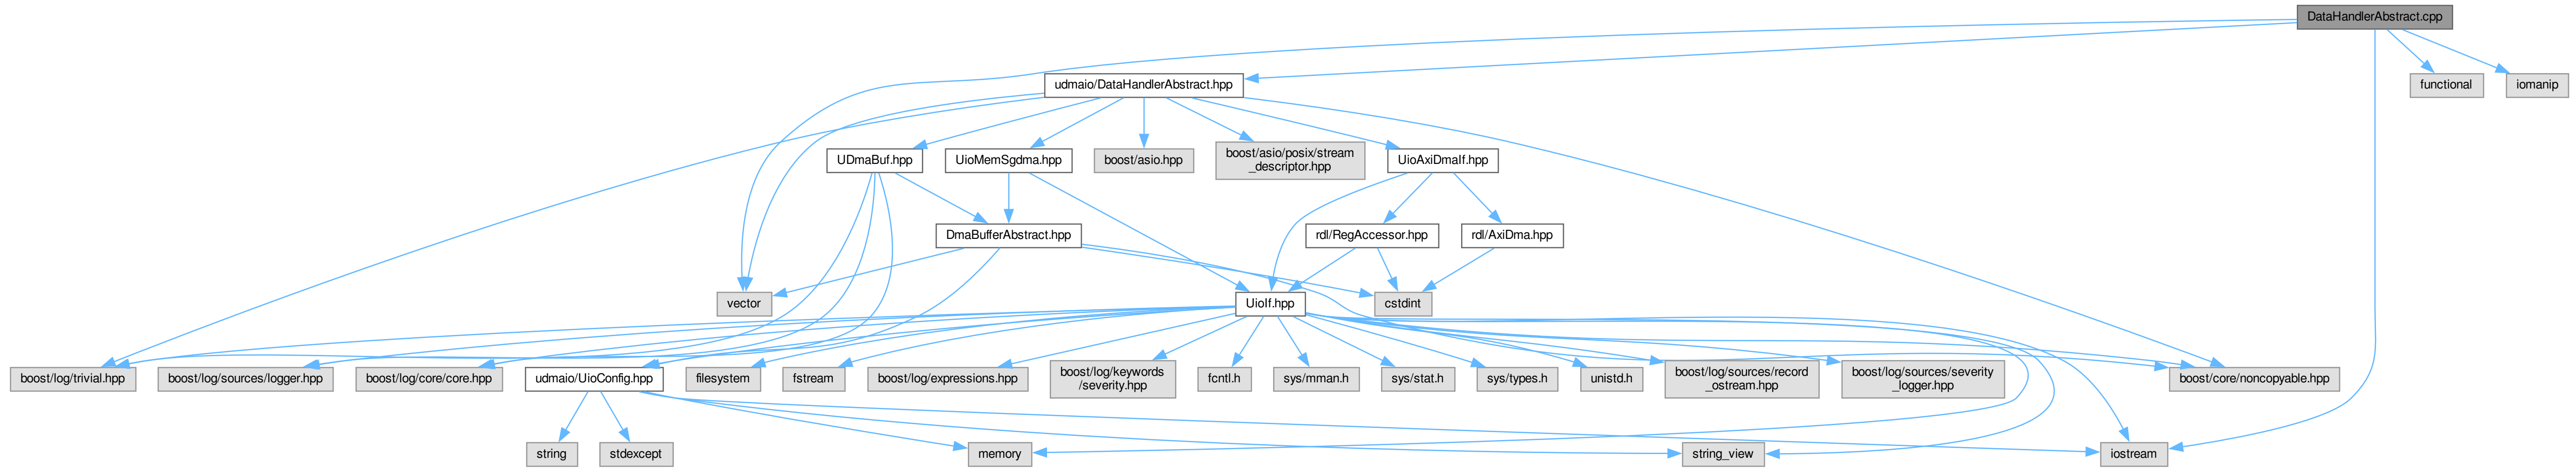 DataHandlerAbstract.cpp
udmaio/DataHandlerAbstract.hpp
functional
iomanip
UDmaBuf.hpp
UioMemSgdma.hpp
boost/asio.hpp
boost/asio/posix/stream
_descriptor.hpp
UioAxiDmaIf.hpp
DmaBufferAbstract.hpp
rdl/RegAccessor.hpp
rdl/AxiDma.hpp
vector
UioIf.hpp
cstdint
boost/log/trivial.hpp
boost/log/sources/logger.hpp
boost/log/core/core.hpp
udmaio/UioConfig.hpp
filesystem
fstream
boost/log/expressions.hpp
boost/log/keywords
/severity.hpp
fcntl.h
sys/mman.h
sys/stat.h
sys/types.h
unistd.h
boost/log/sources/record
_ostream.hpp
boost/log/sources/severity
_logger.hpp
boost/core/noncopyable.hpp
string
stdexcept
memory
string_view
iostream